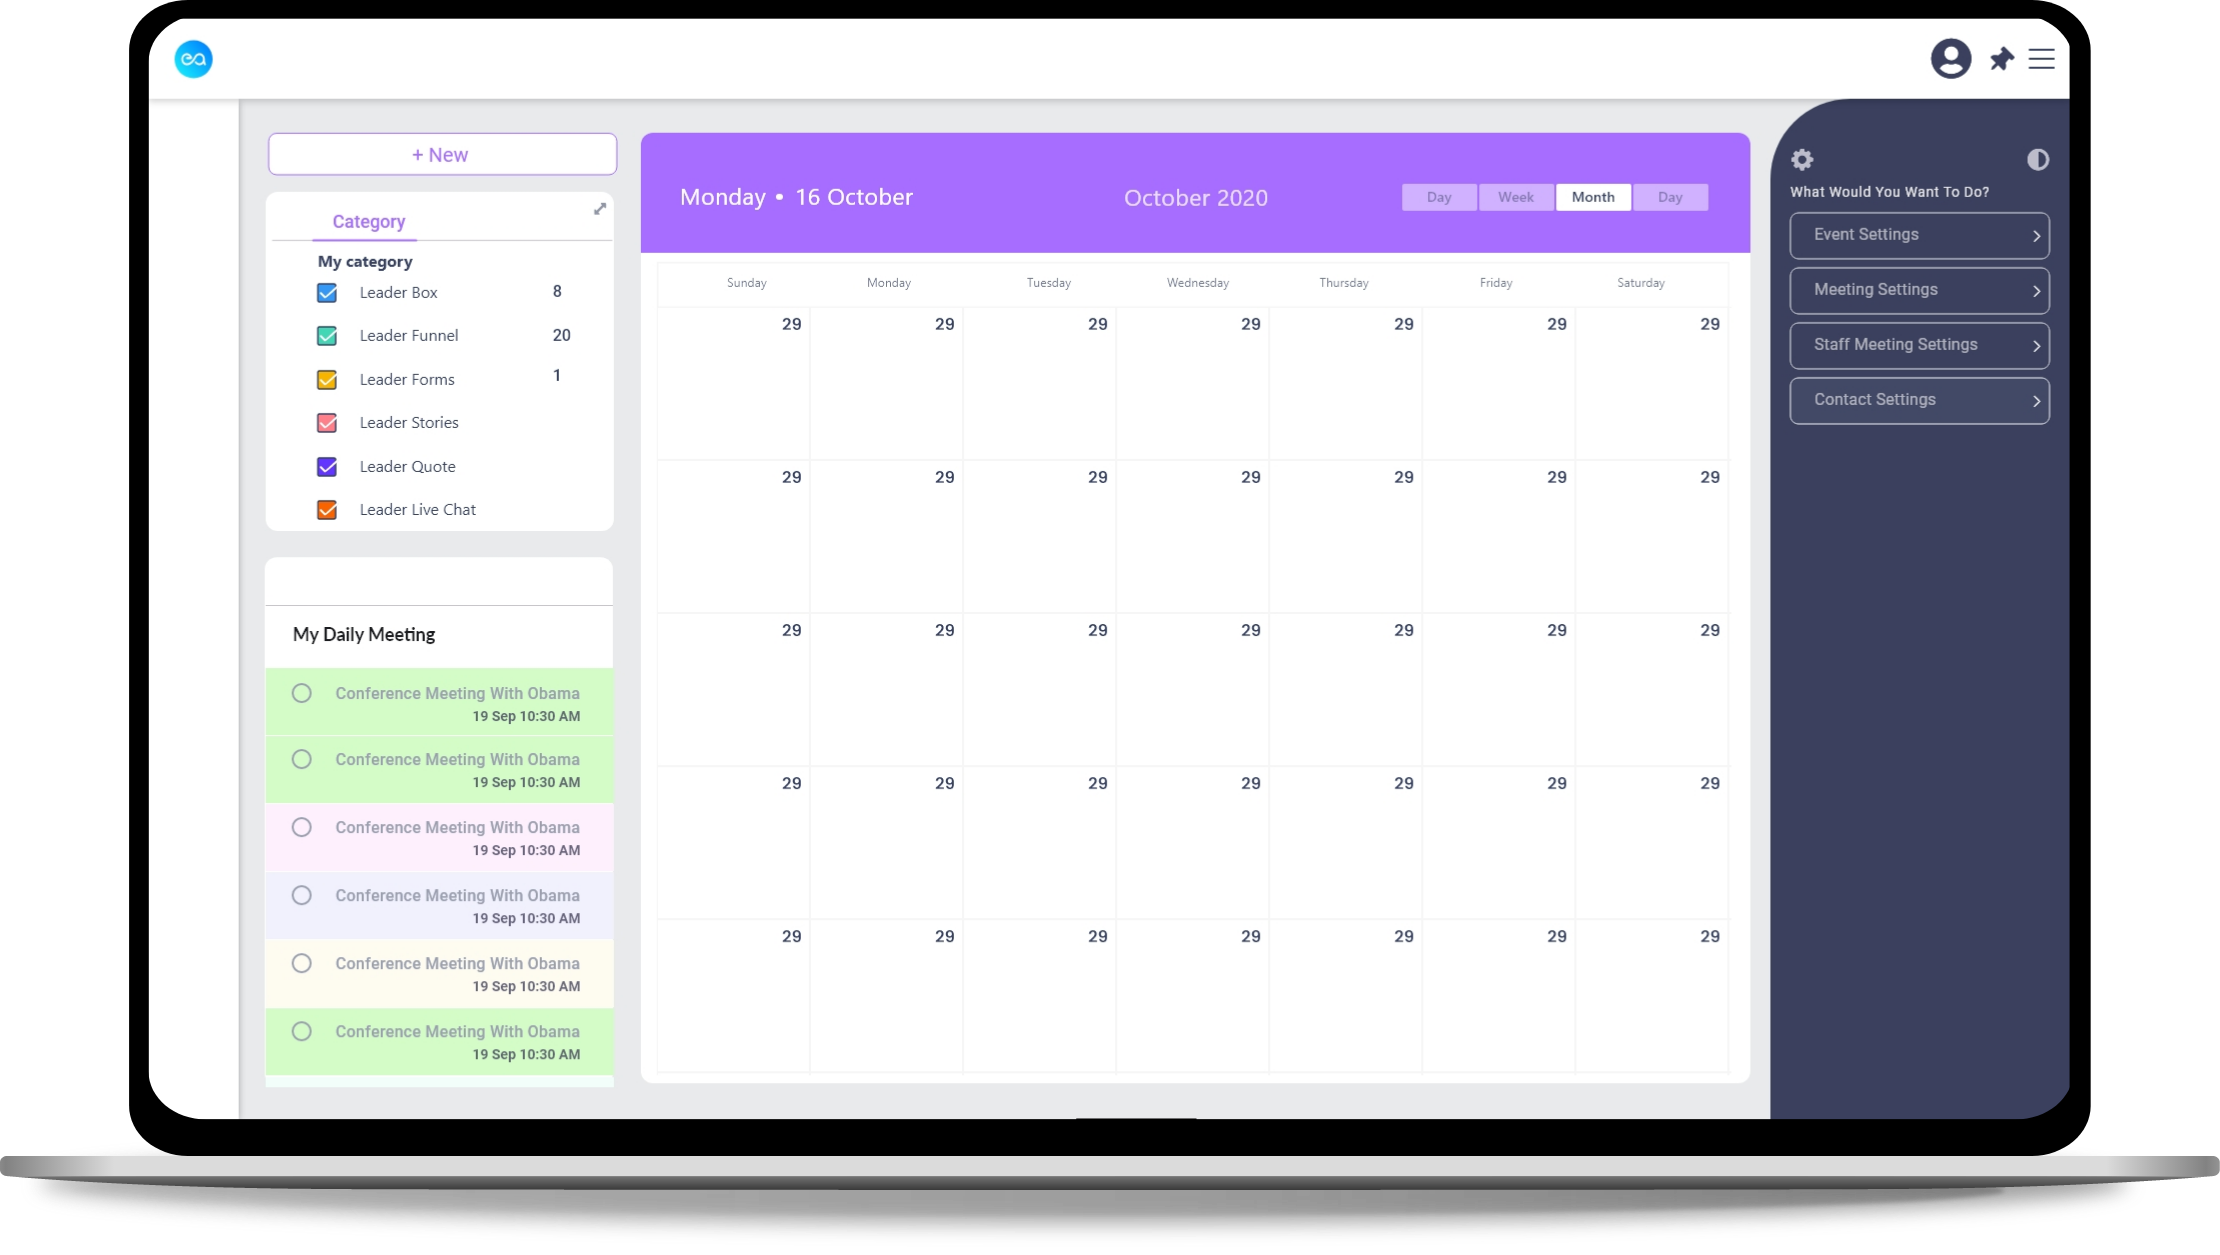 ea
+ New
Category
My category
Leader Box 8
Leader Funnel 20
Leader Forms 1
Leader Stories
Leader Quote
Leader Live Chat
My Daily Meeting
Conference Meeting With Obama
19 Sep 10:30 AM
Conference Meeting With Obama
19 Sep 10:30 AM
Conference Meeting With Obama
19 Sep 10:30 AM
Conference Meeting With Obama
19 Sep 10:30 AM
Conference Meeting With Obama
19 Sep 10:30 AM
Conference Meeting With Obama
19 Sep 10:30 AM
Monday • 16 October October 2020 Day Week Month Day
Sunday Monday Tuesday Wednesday Thursday Friday Saturday
29 29 29 29 29 29 29
29 29 29 29 29 29 29
29 29 29 29 29 29 29
29 29 29 29 29 29 29
29 29 29 29 29 29 29
What Would You Want To Do?
Event Settings
Meeting Settings
Staff Meeting Settings
Contact Settings